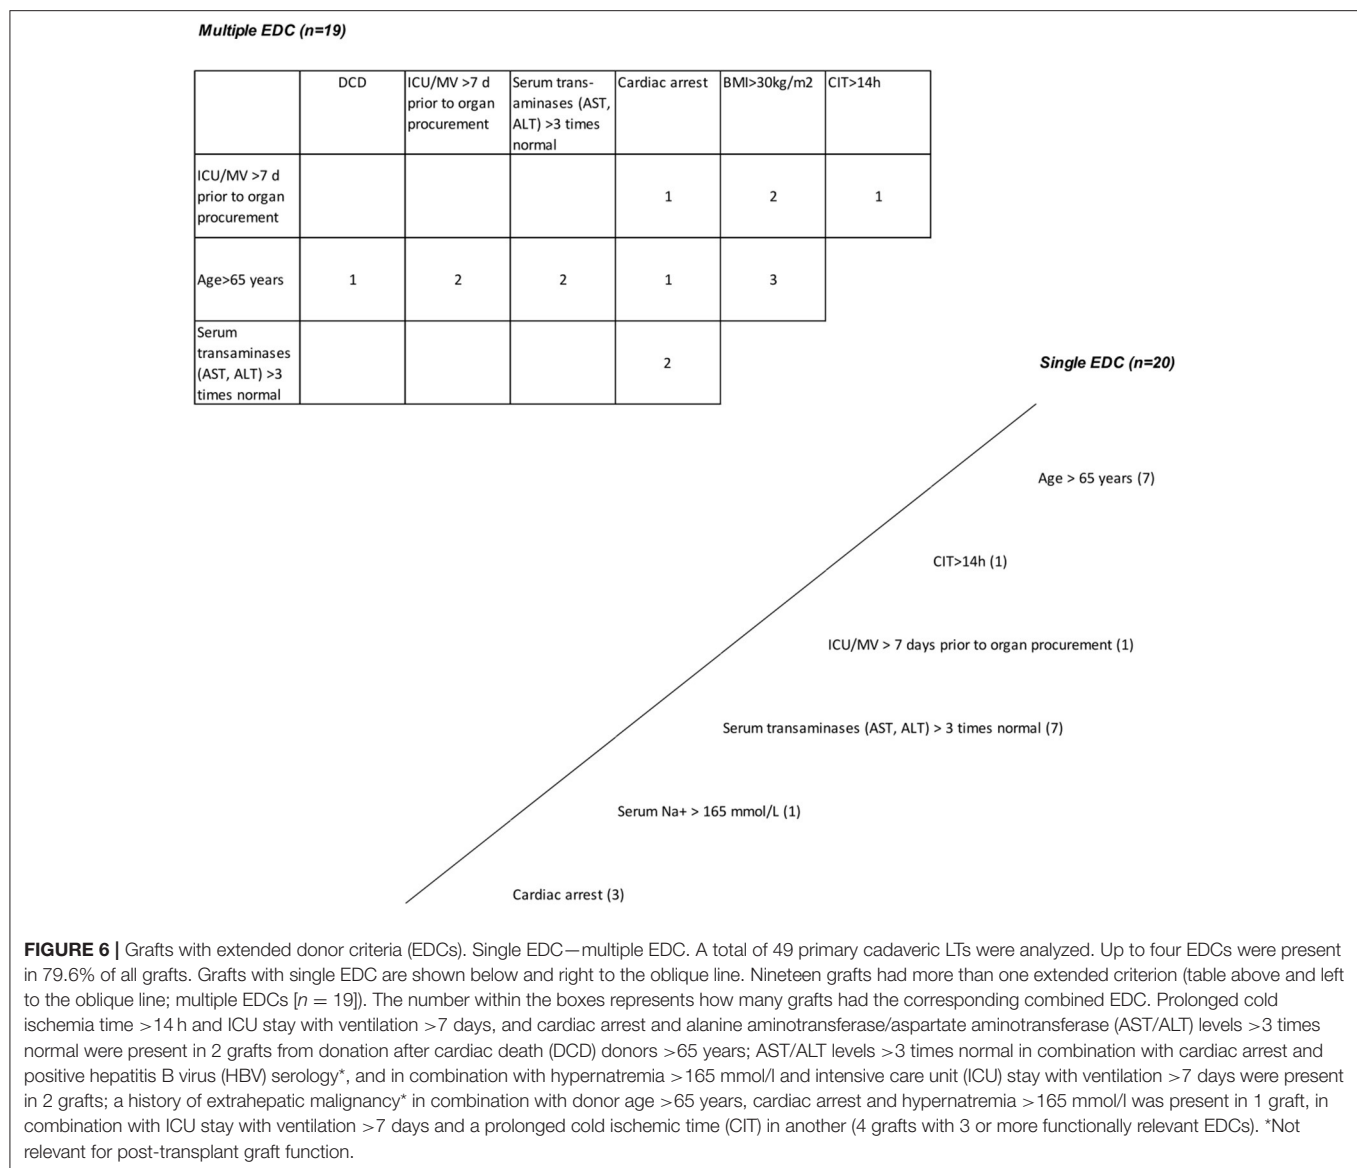 Multiple EDC (n=19)
DCD
ICU/MV >7 d
prior to organ
procurement
Serum trans-
aminases (AST,
ALT) >3 times
normal
Cardiac arrest
BMI>30kg/m2
CIT>14h
ICU/MV >7 d
prior to organ
procurement
1
2
1
Age>65 years
1
2
2
1
3
Serum
transaminases
(AST, ALT) >3
times normal
2
Single EDC (n=20)
Age > 65 years (7)
CIT>14h (1)
ICU/MV > 7 days prior to organ procurement (1)
Serum transaminases (AST, ALT) > 3 times normal (7)
Serum Na+ > 165 mmol/L (1)
Cardiac arrest (3)
FIGURE 6 | Grafts with extended donor criteria (EDCs). Single EDC—multiple EDC. A total of 49 primary cadaveric LTs were analyzed. Up to four EDCs were present
in 79.6% of all grafts. Grafts with single EDC are shown below and right to the oblique line. Nineteen grafts had more than one extended criterion (table above and left
to the oblique line; multiple EDCs [n = 19]). The number within the boxes represents how many grafts had the corresponding combined EDC. Prolonged cold
ischemia time >14 h and ICU stay with ventilation >7 days, and cardiac arrest and alanine aminotransferase/aspartate aminotransferase (AST/ALT) levels >3 times
normal were present in 2 grafts from donation after cardiac death (DCD) donors >65 years; AST/ALT levels >3 times normal in combination with cardiac arrest and
positive hepatitis B virus (HBV) serology*, and in combination with hypernatremia >165 mmol/l and intensive care unit (ICU) stay with ventilation >7 days were present
in 2 grafts; a history of extrahepatic malignancy* in combination with donor age >65 years, cardiac arrest and hypernatremia >165 mmol/l was present in 1 graft, in
combination with ICU stay with ventilation >7 days and a prolonged cold ischemic time (CIT) in another (4 grafts with 3 or more functionally relevant EDCs). *Not
relevant for post-transplant graft function.